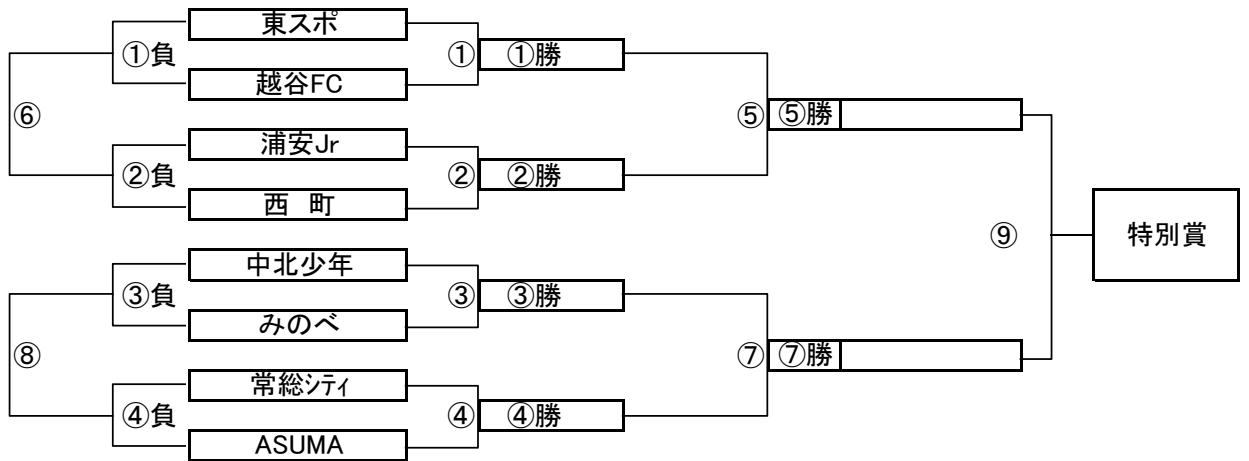 東スポ
①負
①
①勝
越谷FC
⑥
⑤
⑤勝
浦安Jr
②負
②
②勝
西　町
⑨
特別賞
中北少年
③負
③
③勝
みのべ
⑧
⑦
⑦勝
常総シティ
④負
④
④勝
ASUMA